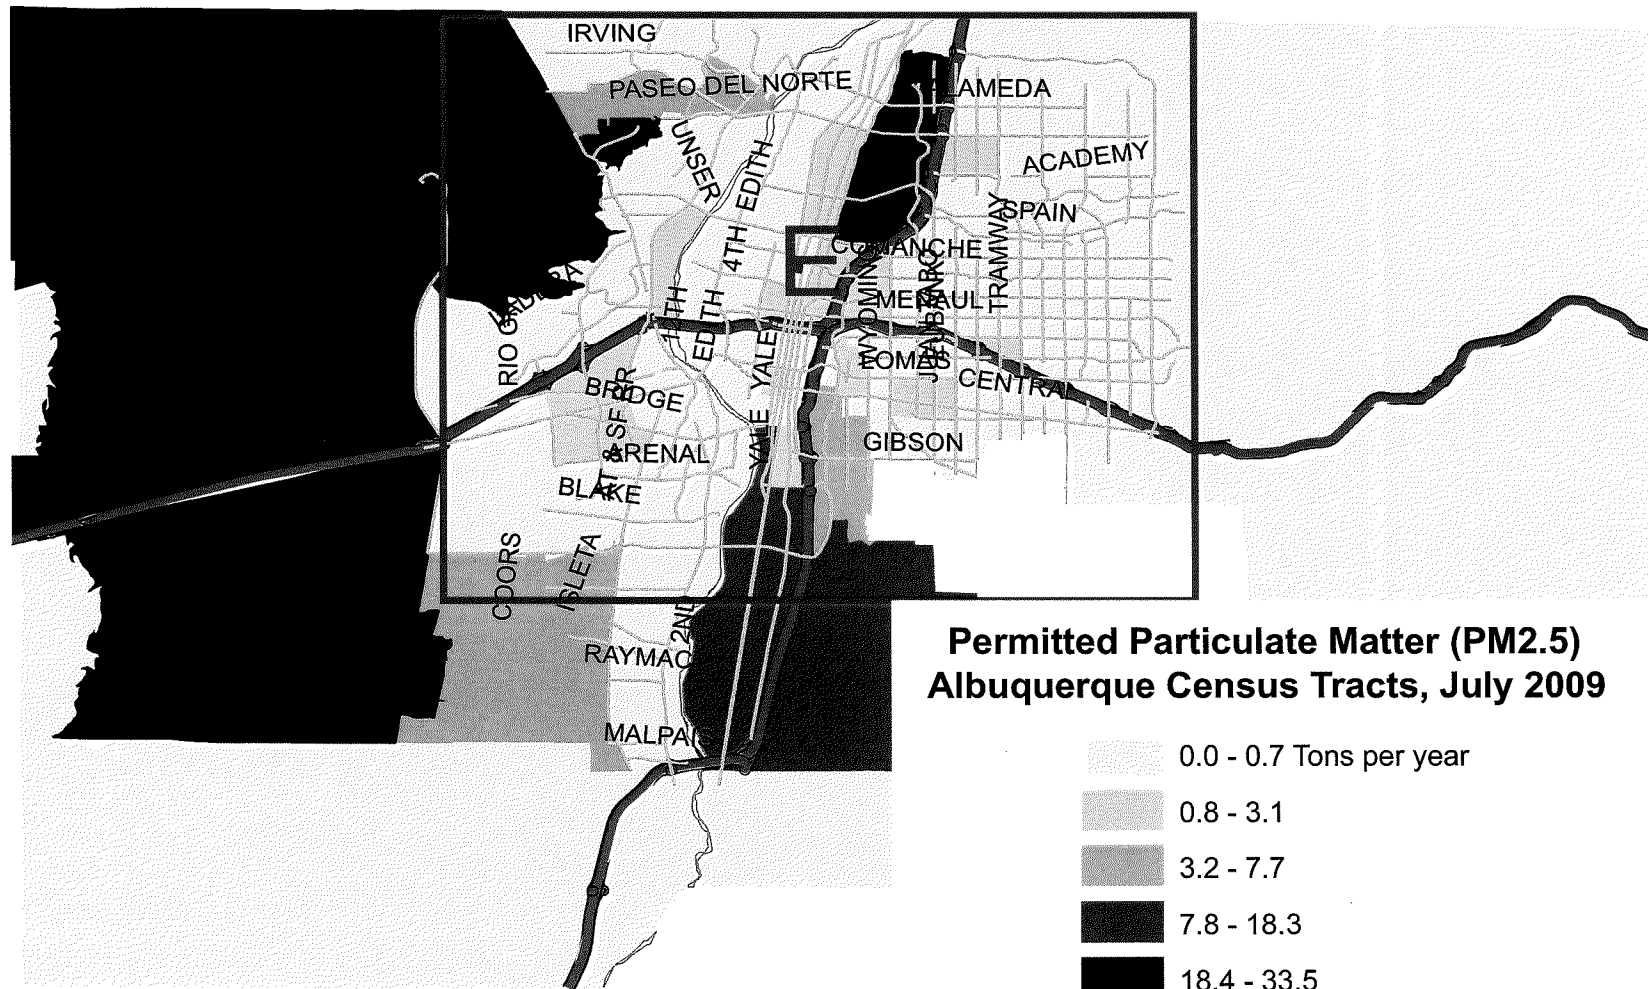 IRVING
PASEO DEL NORTE
ALAMEDA
UNSER
EDITH
ACADEMY
4TH
SPAIN
TRAMWAY
COMANCHE
WYOMING
MENAUL
12TH
EDITH
RIO G
YALE
LOMAS
CENTRA
BRIDGE
GIBSON
YALE
ARENAL
BLAKE
COORS
ISLETA
2ND
RAYMAC
MALPAIS
Permitted Particulate Matter (PM2.5)
Albuquerque Census Tracts, July 2009
0.0 - 0.7 Tons per year
0.8 - 3.1
3.2 - 7.7
7.8 - 18.3
18.4 - 33.5